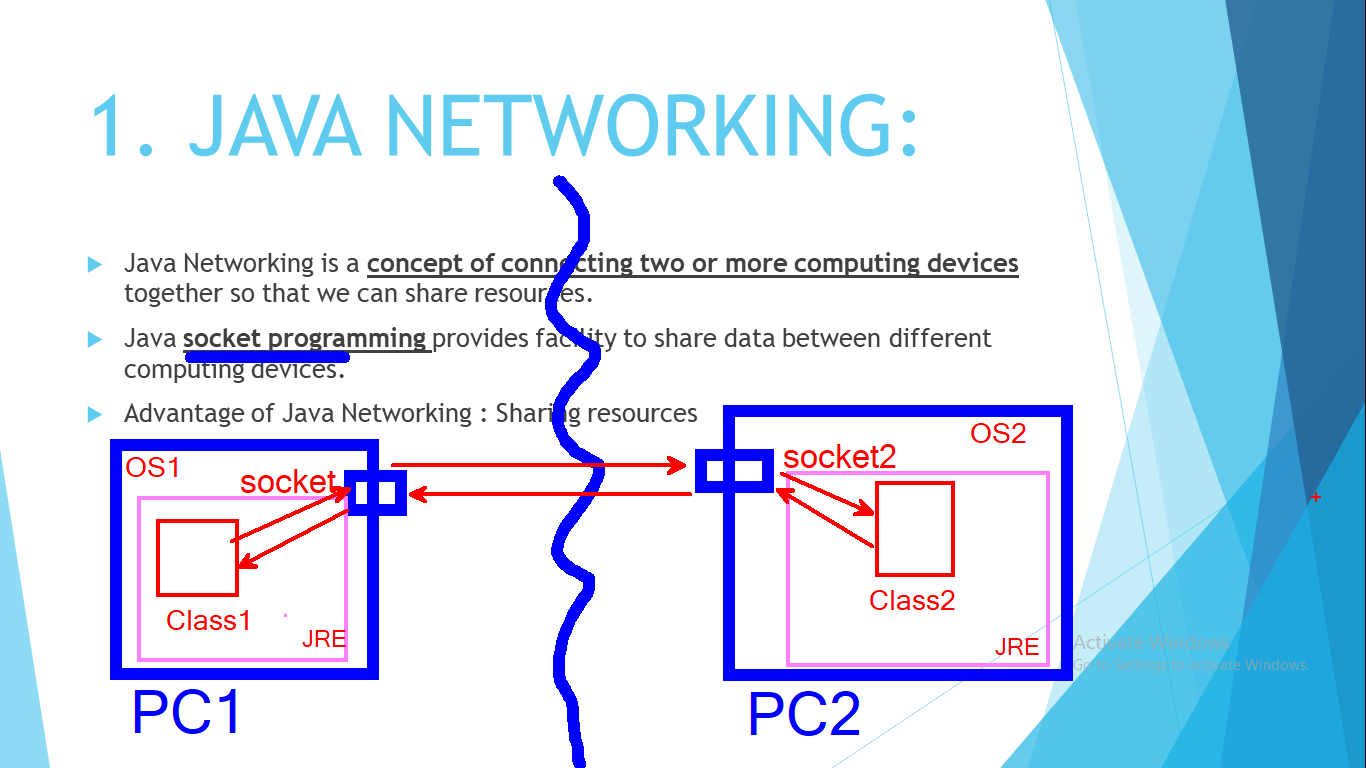 1. JAVA NETWORKING:
Java Networking is a concept of connecting two or more computing devices
together so that we can share resources.
Java socket programming provides facility to share data between different
computing devices.
Advantage of Java Networking : Sharing resources
OS1
socket
Class1
JRE
PC1
OS2
socket2
Class2
JRE
PC2
Activate Windows
Go to Settings to activate Windows.